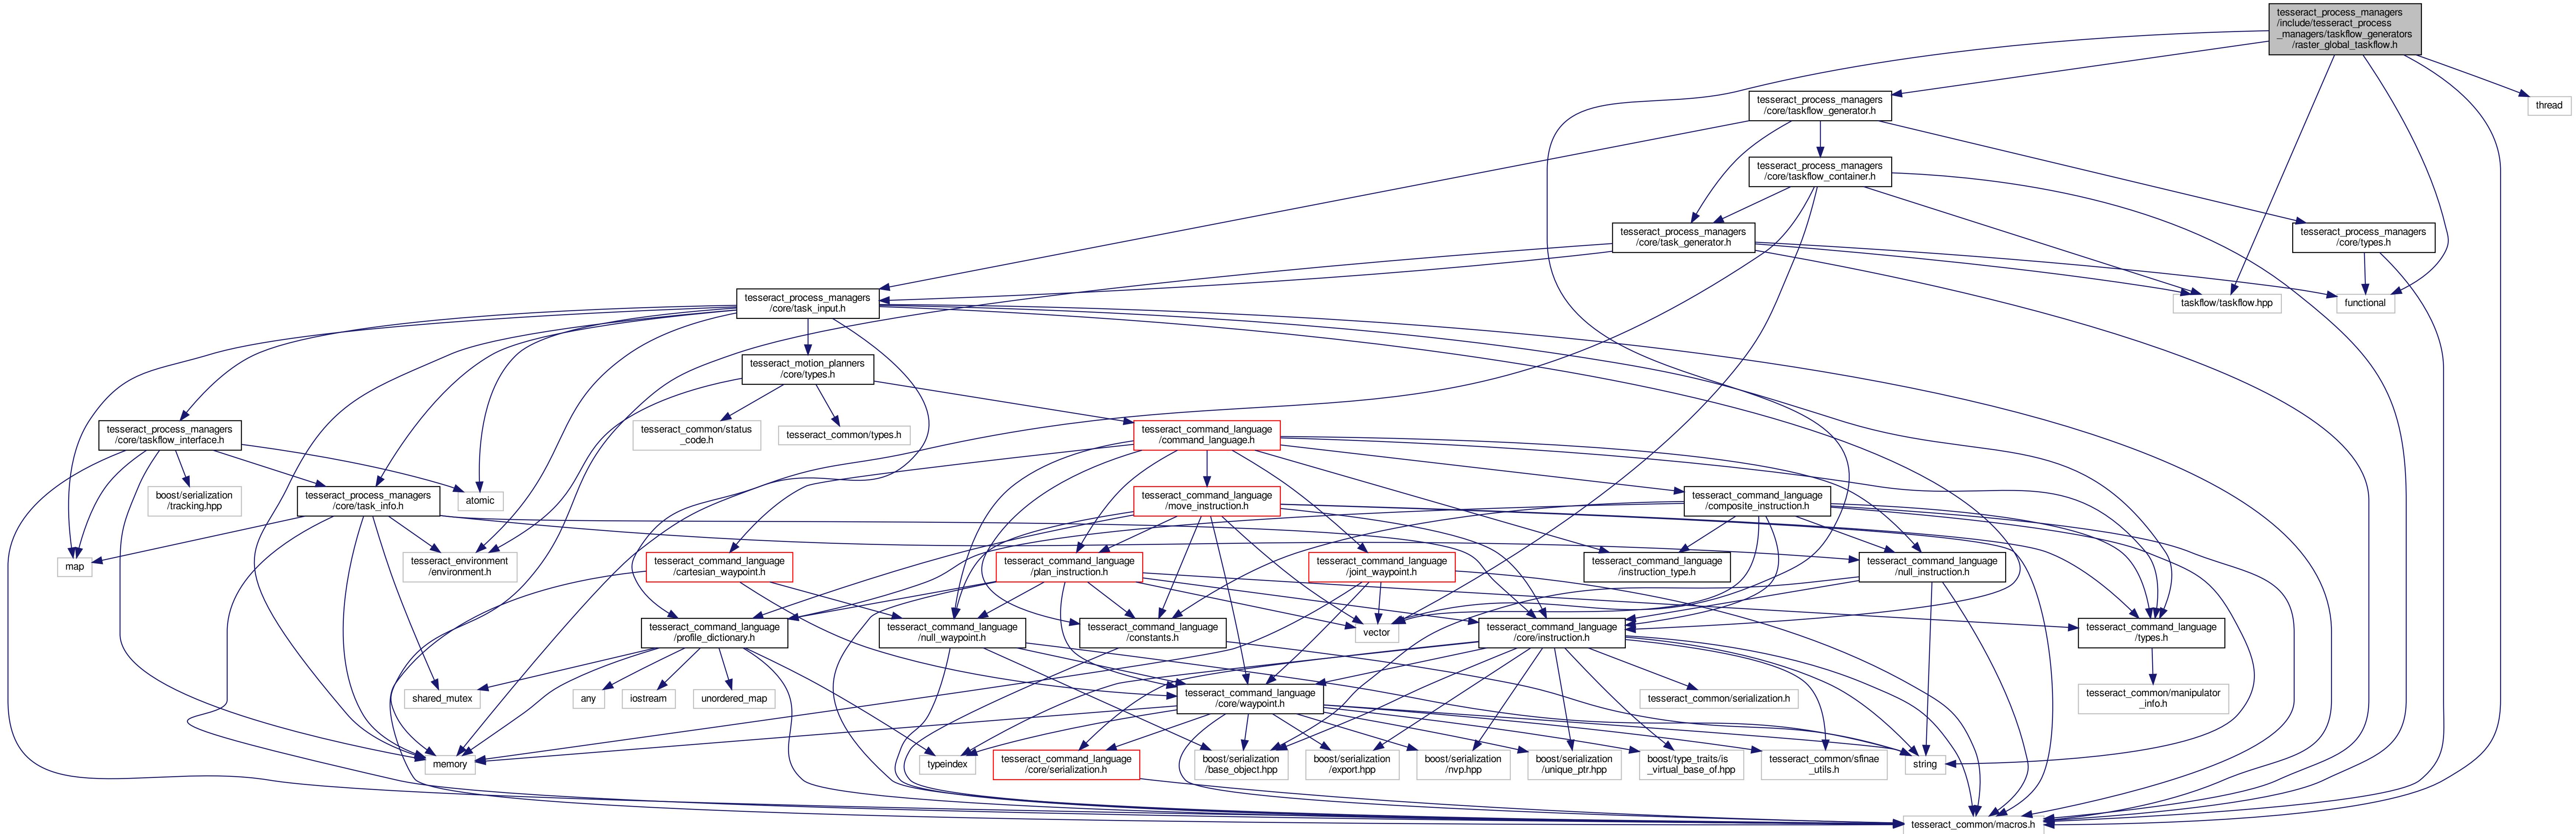 tesseract_process_managers
/include/tesseract_process
_managers/taskflow_generators
/raster_global_taskflow.h
tesseract_process_managers
/core/taskflow_generator.h
thread
tesseract_process_managers
/core/taskflow_container.h
tesseract_process_managers
/core/task_generator.h
tesseract_process_managers
/core/types.h
tesseract_process_managers
/core/task_input.h
taskflow/taskflow.hpp
functional
tesseract_motion_planners
/core/types.h
tesseract_process_managers
/core/taskflow_interface.h
tesseract_common/status
_code.h
tesseract_common/types.h
tesseract_command_language
/command_language.h
boost/serialization
/tracking.hpp
tesseract_process_managers
/core/task_info.h
atomic
tesseract_command_language
/move_instruction.h
tesseract_command_language
/composite_instruction.h
map
tesseract_environment
/environment.h
tesseract_command_language
/cartesian_waypoint.h
tesseract_command_language
/plan_instruction.h
tesseract_command_language
/joint_waypoint.h
tesseract_command_language
/instruction_type.h
tesseract_command_language
/null_instruction.h
tesseract_command_language
/profile_dictionary.h
tesseract_command_language
/null_waypoint.h
tesseract_command_language
/constants.h
vector
tesseract_command_language
/core/instruction.h
tesseract_command_language
/types.h
shared_mutex
any
iostream
unordered_map
tesseract_command_language
/core/waypoint.h
tesseract_common/serialization.h
tesseract_common/manipulator
_info.h
memory
typeindex
tesseract_command_language
/core/serialization.h
boost/serialization
/base_object.hpp
boost/serialization
/export.hpp
boost/serialization
/nvp.hpp
boost/serialization
/unique_ptr.hpp
boost/type_traits/is
_virtual_base_of.hpp
tesseract_common/sfinae
_utils.h
string
tesseract_common/macros.h